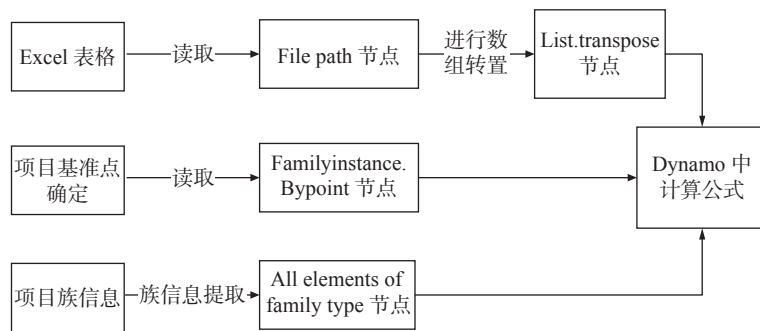 Excel 表格
读取
File path 节点
进行数
组转置
List.transpose
节点
项目基准点
确定
读取
Familyinstance.
Bypoint 节点
Dynamo 中
计算公式
项目族信息
族信息提取
All elements of
family type 节点